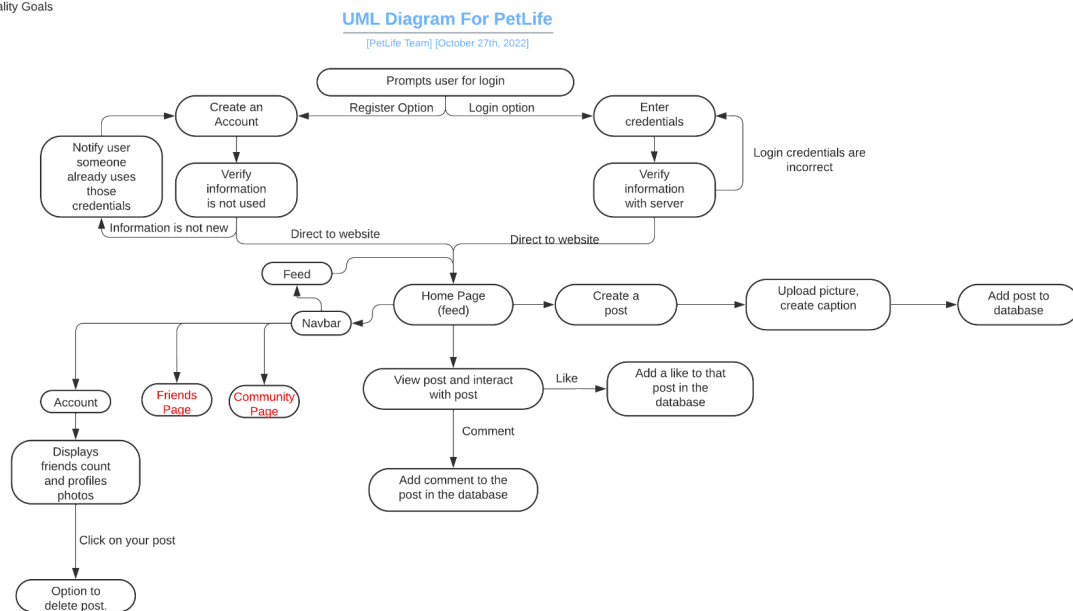 ality Goals
UML Diagram For PetLife
[PetLife Team] [October 27th, 2022]
Prompts user for login
Register Option
Login option
Create an
Account
Enter
credentials
Notify user
someone
already uses
those
credentials
Verify
information
is not used
Verify
information
with server
Login credentials are
incorrect
Information is not new
Direct to website
Direct to website
Feed
Home Page
(feed)
Create a
post
Upload picture,
create caption
Add post to
database
Navbar
View post and interact
with post
Like
Add a like to that
post in the
database
Account
Friends
Page
Community
Page
Comment
Displays
friends count
and profiles
photos
Add comment to the
post in the database
Click on your post
Option to
delete post.